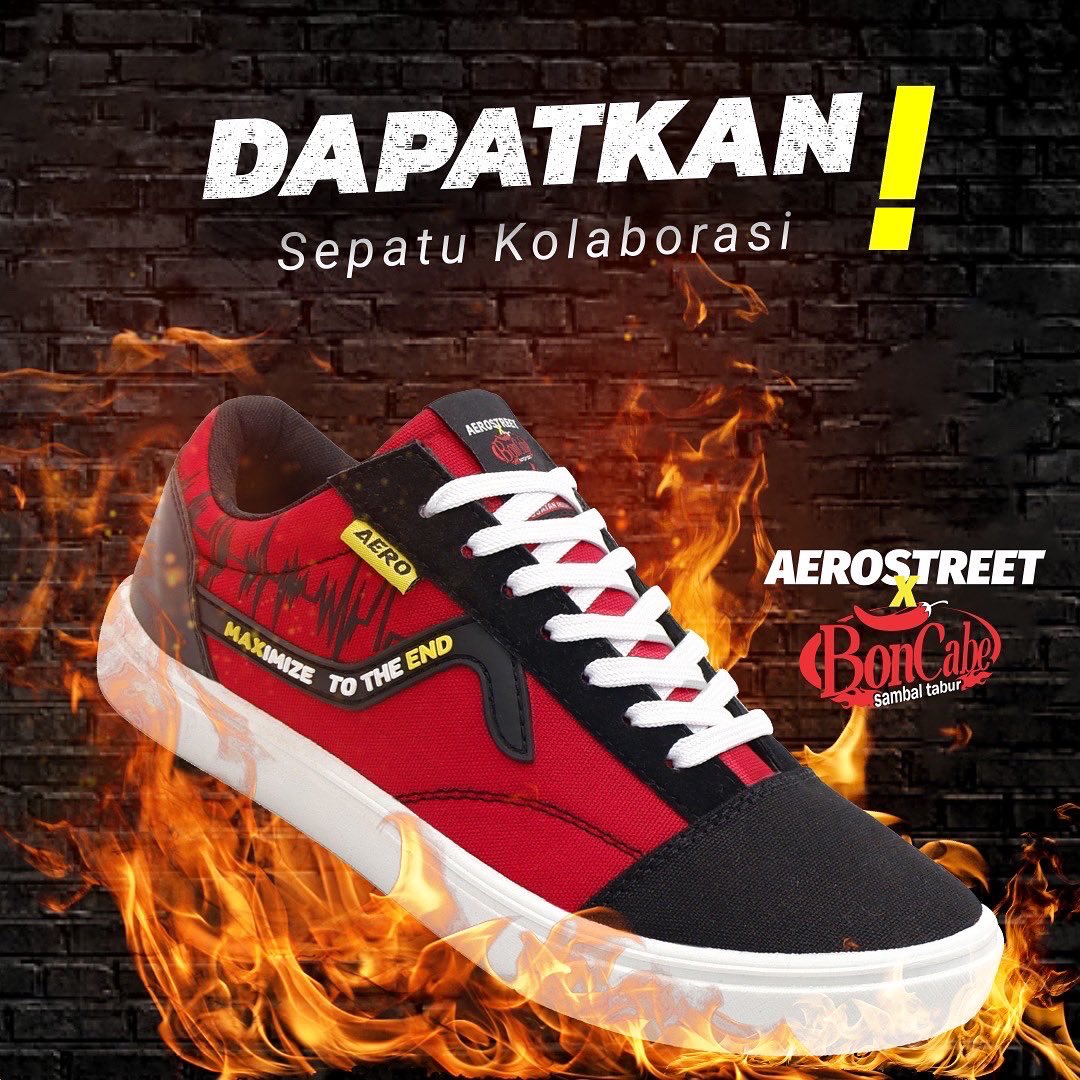 DAPATKAN!
Sepatu Kolaborasi
AEROSTREET
X
BonCabe
AERO
MAXIMIZE TO THE END
AEROSTREET
X
BonCabe
sambal tabur